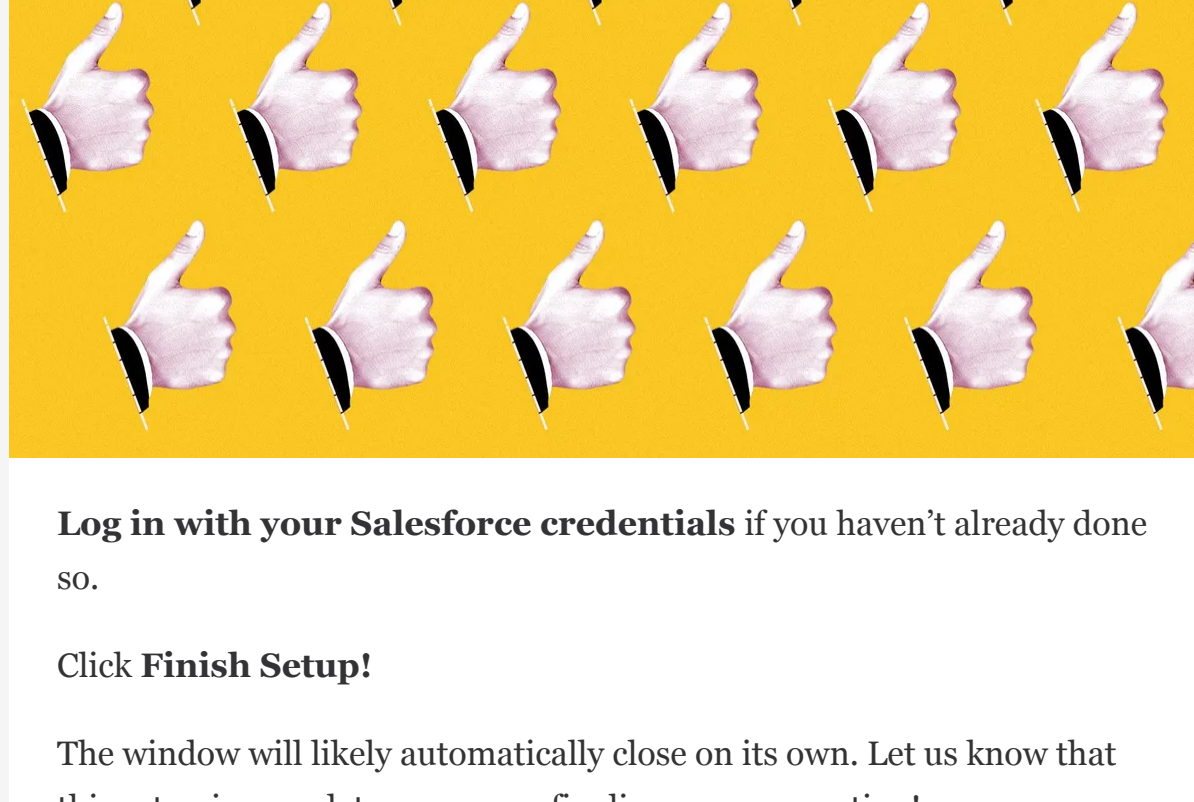 Log in with your Salesforce credentials if you haven’t already done
so.
Click Finish Setup!
The window will likely automatically close on its own. Let us know that